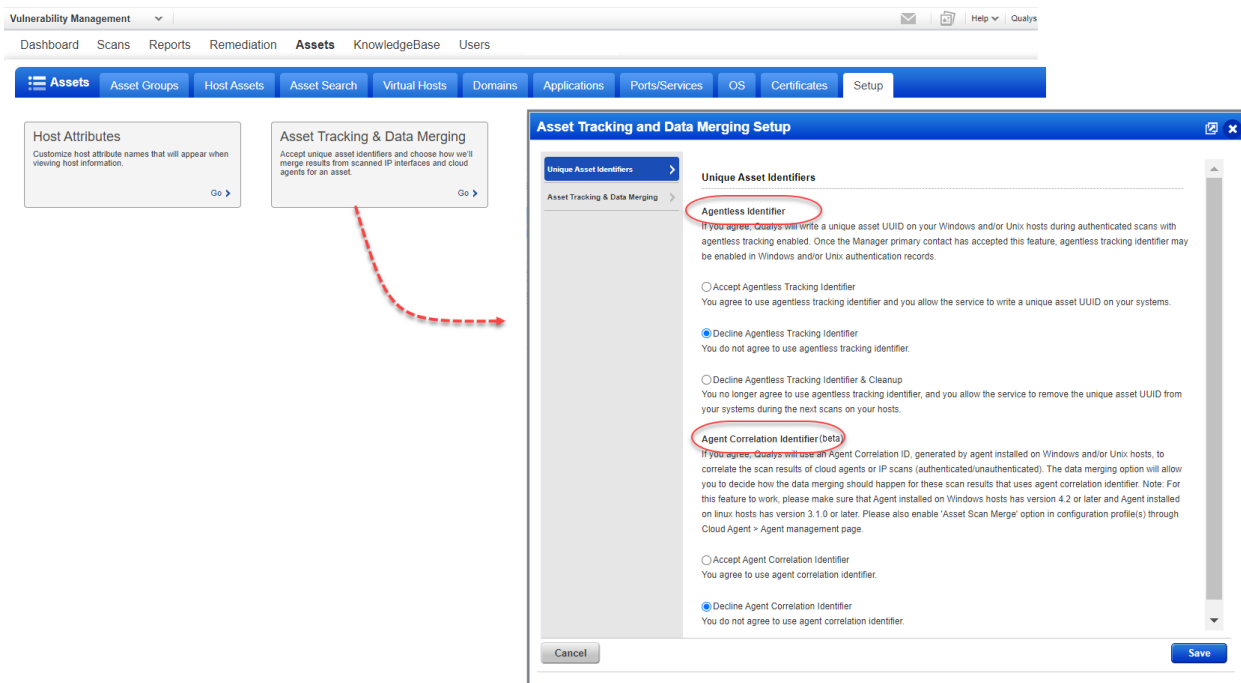 Vulnerability Management
Help
Qualys
Dashboard Scans Reports Remediation Assets KnowledgeBase Users
Assets Asset Groups Host Assets Asset Search Virtual Hosts Domains Applications Ports/Services OS Certificates Setup
Host Attributes
Customize host attribute names that will appear when
viewing host information.
Go
Asset Tracking & Data Merging
Accept unique asset identifiers and choose how we'll
merge results from scanned IP interfaces and cloud
agents for an asset.
Go
Asset Tracking and Data Merging Setup
Unique Asset Identifiers
Asset Tracking & Data Merging
Unique Asset Identifiers
Agentless Identifier
If you agree, Qualys will write a unique asset UUID on your Windows and/or Unix hosts during authenticated scans with
agentless tracking enabled. Once the Manager primary contact has accepted this feature, agentless tracking identifier may
be enabled in Windows and/or Unix authentication records.
Accept Agentless Tracking Identifier
You agree to use agentless tracking identifier and you allow the service to write a unique asset UUID on your systems.
Decline Agentless Tracking Identifier
You do not agree to use agentless tracking identifier.
Decline Agentless Tracking Identifier & Cleanup
You no longer agree to use agentless tracking identifier, and you allow the service to remove the unique asset UUID from
your systems during the next scans on your hosts.
Agent Correlation Identifier (beta)
If you agree, Qualys will use an Agent Correlation ID, generated by agent installed on Windows and/or Unix hosts, to
correlate the scan results of cloud agents or IP scans (authenticated/unauthenticated). The data merging option will allow
you to decide how the data merging should happen for these scan results that uses agent correlation identifier. Note: For
this feature to work, please make sure that Agent installed on Windows hosts has version 4.2 or later and Agent installed
on linux hosts has version 3.1.0 or later. Please also enable 'Asset Scan Merge' option in configuration profile(s) through
Cloud Agent > Agent management page.
Accept Agent Correlation Identifier
You agree to use agent correlation identifier.
Decline Agent Correlation Identifier
You do not agree to use agent correlation identifier.
Cancel
Save